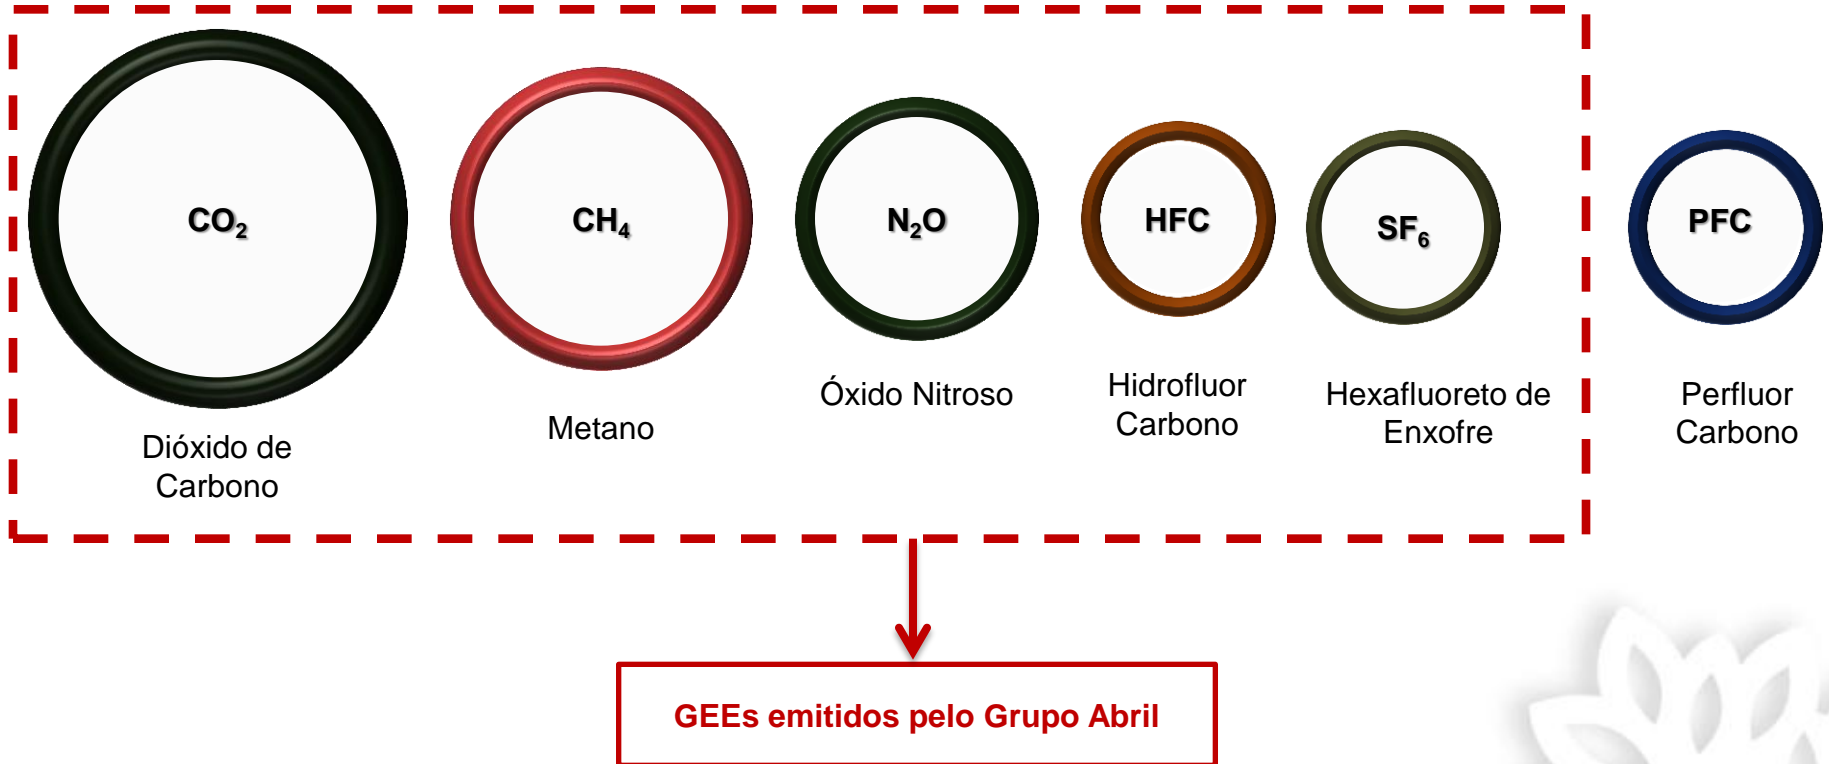 CO₂
CH₄
N₂O
HFC
SF₆
PFC
Dióxido de
Carbono
Metano
Óxido Nitroso
Hidrofluor
Carbono
Hexafluoreto de
Enxofre
Perfluor
Carbono
GEEs emitidos pelo Grupo Abril